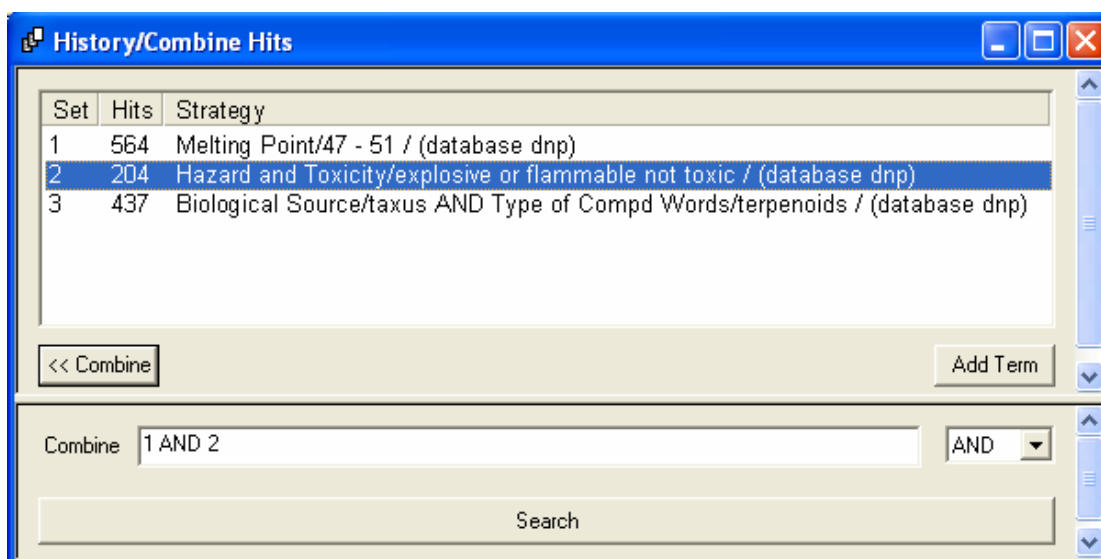 History/Combine Hits
Set Hits Strategy
1 564 Melting Point/47 - 51 / (database dnp)
2 204 Hazard and Toxicity/explosive or flammable not toxic / (database dnp)
3 437 Biological Source/taxus AND Type of Compd Words/terpenoids / (database dnp)
<< Combine Add Term
Combine 1 AND 2 AND
Search